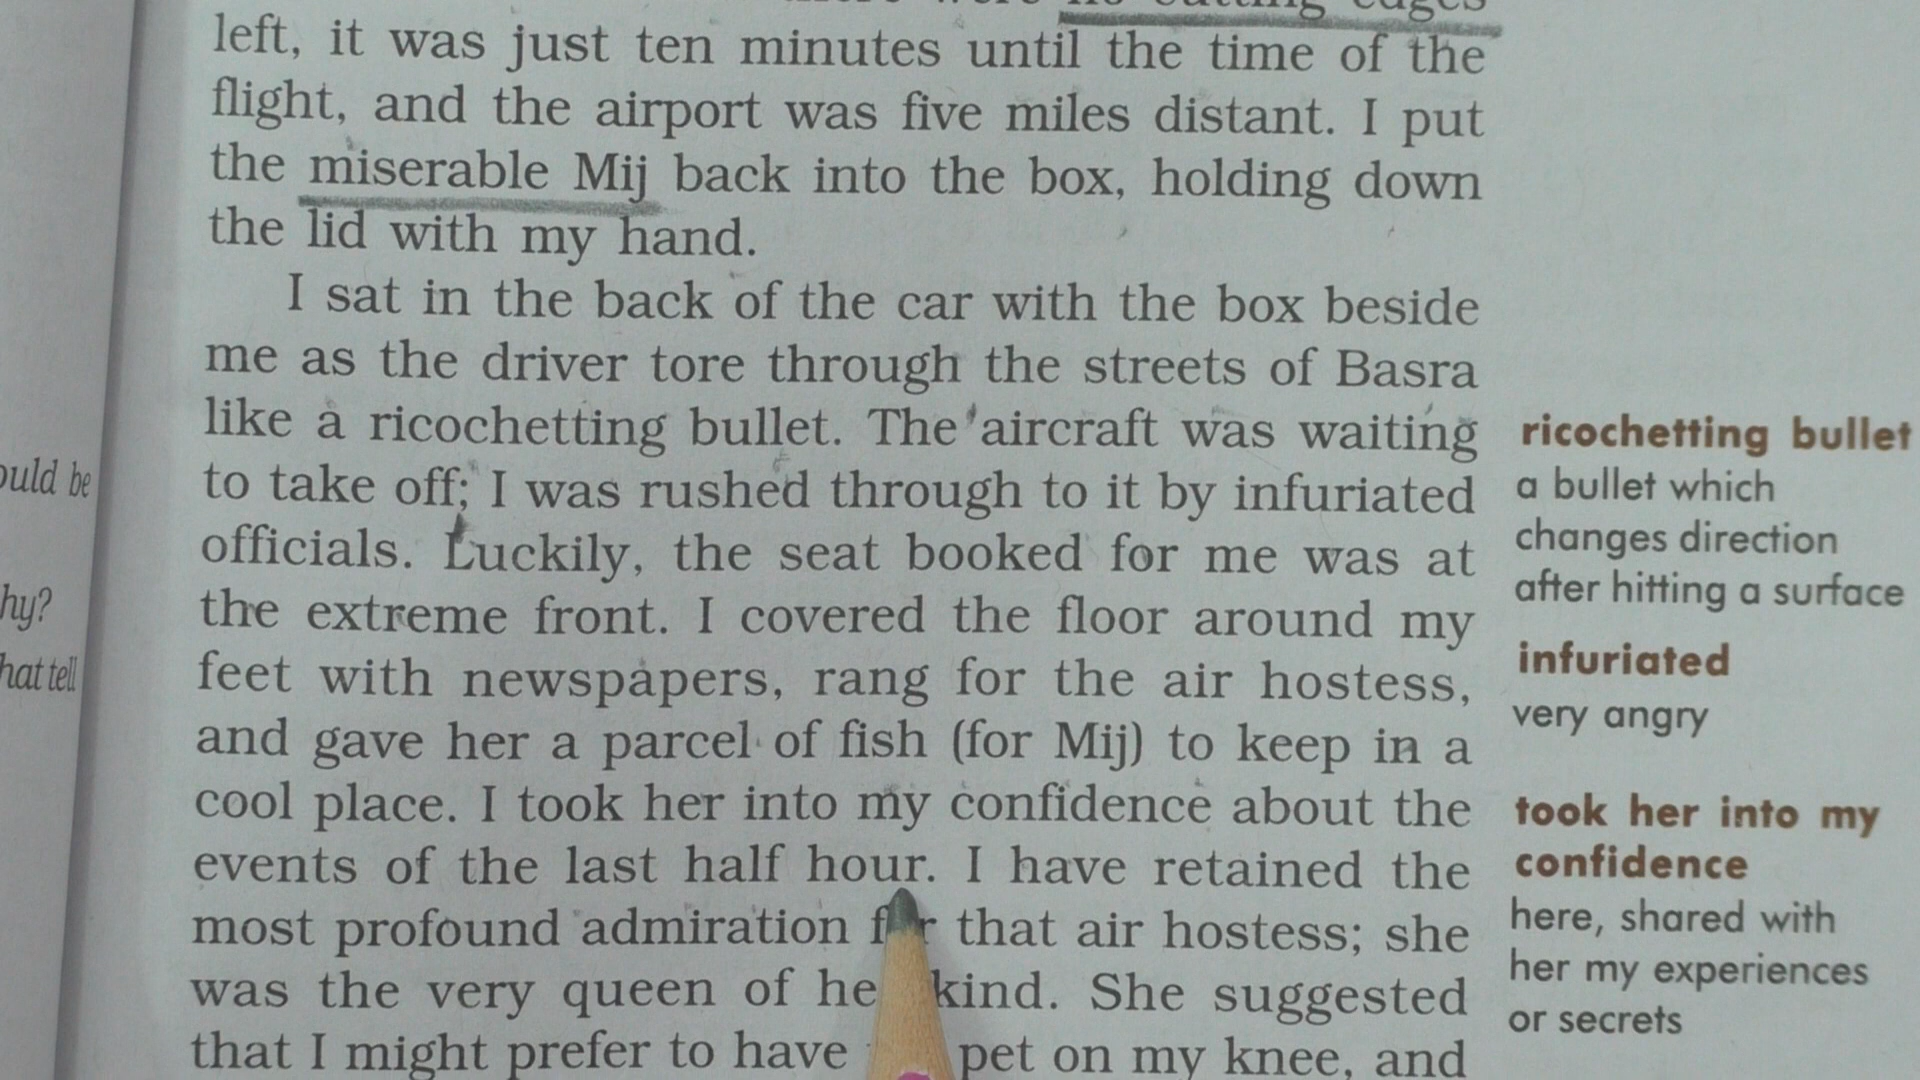 no cutting edges
left, it was just ten minutes until the time of the
flight, and the airport was five miles distant. I put
the miserable Mij back into the box, holding down
the lid with my hand.
I sat in the back of the car with the box beside
me as the driver tore through the streets of Basra
like a ricochetting bullet. The aircraft was waiting
to take off; I was rushed through to it by infuriated
officials. Luckily, the seat booked for me was at
the extreme front. I covered the floor around my
feet with newspapers, rang for the air hostess,
and gave her a parcel of fish (for Mij) to keep in a
cool place. I took her into my confidence about the
events of the last half hour. I have retained the
most profound admiration for that air hostess; she
was the very queen of he kind. She suggested
that I might prefer to have pet on my knee, and
ricochetting bullet
a bullet which
changes direction
after hitting a surface
infuriated
very angry
took her into my
confidence
here, shared with
her my experiences
or secrets
ould be
hy?
hat tell